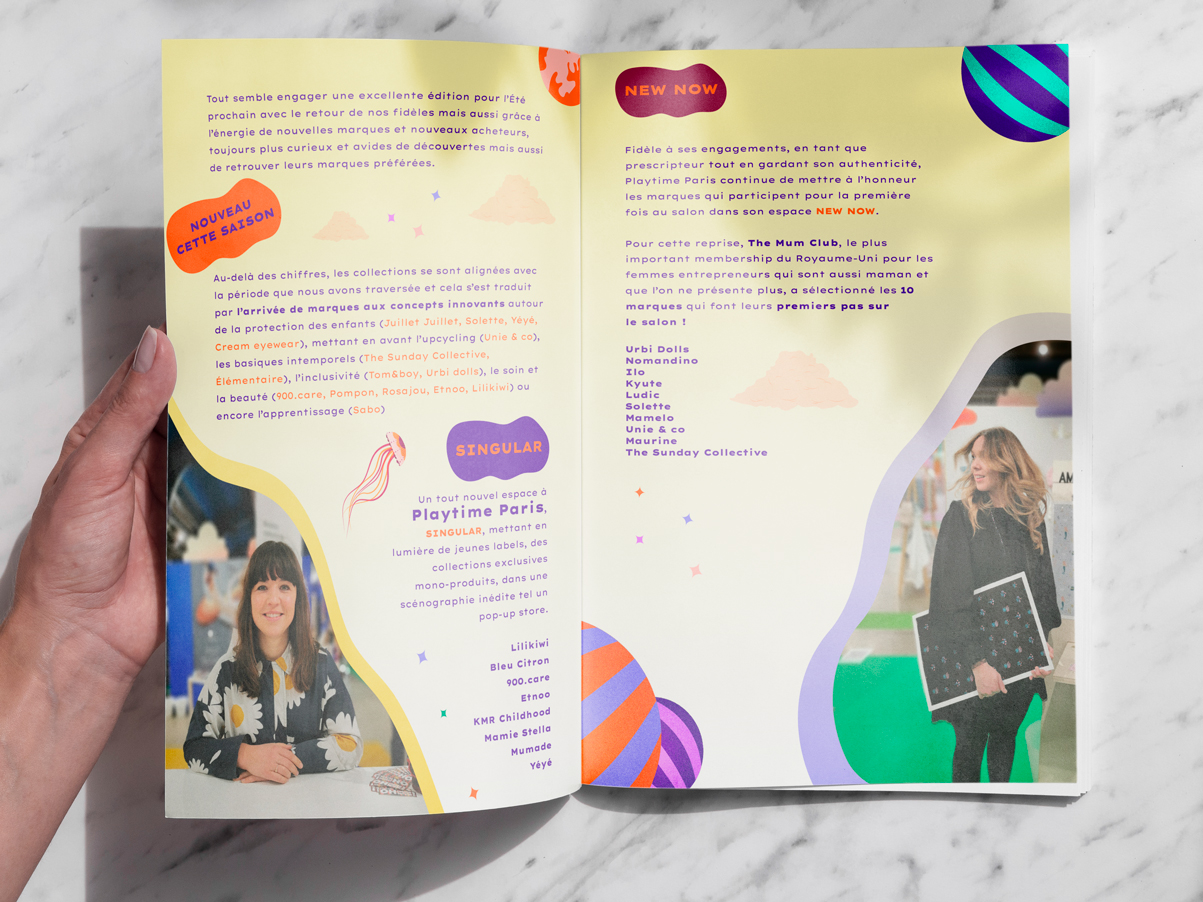 Tout semble engager une excellente édition pour l'Été
prochain avec le retour de nos fidèles mais aussi grâce à
l'énergie de nouvelles marques et nouveaux acheteurs,
toujours plus curieux et avides de découvertes mais aussi
de retrouver leurs marques préférées.
NOUVEAU
CETTE SAISON
Au-delà des chiffres, les collections se sont alignées avec
la période que nous avons traversée et cela s'est traduit
par l'arrivée de marques aux concepts innovants autour
de la protection des enfants (Juillet Juillet, Solette, Yéyé,
Cream eyewear), mettant en avant l'upcycling (Unie & co),
les basiques intemporels (The Sunday Collective,
Élémentaire), l'inclusivité (Tom&boy, Urbi dolls), le soin et
la beauté (900.care, Pompon, Rosajou, Etnoo, Lilikiwi) ou
encore l'apprentissage (Sabo)
SINGULAR
Un tout nouvel espace à
Playtime Paris,
SINGULAR, mettant en
lumière de jeunes labels, des
collections exclusives
mono-produits, dans une
scénographie inédite tel un
pop-up store.
Lilikiwi
Bleu Citron
900.care
Etnoo
KMR Childhood
Mamie Stella
Mumade
Yéyé
NEW NOW
Fidèle à ses engagements, en tant que
prescripteur tout en gardant son authenticité,
Playtime Paris continue de mettre à l'honneur
les marques qui participent pour la première
fois au salon dans son espace NEW NOW.
Pour cette reprise, The Mum Club, le plus
important membership du Royaume-Uni pour les
femmes entrepreneurs qui sont aussi maman et
que l'on ne présente plus, a sélectionné les 10
marques qui font leurs premiers pas sur
le salon !
Urbi Dolls
Nomandino
Ilo
Kyute
Ludic
Solette
Mamelo
Unie & co
Maurine
The Sunday Collective
AM